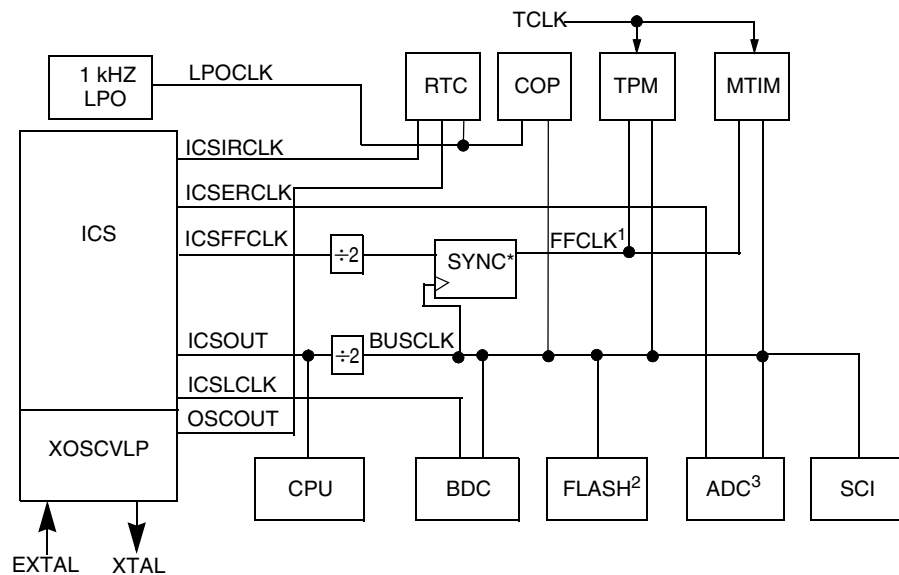 TCLK
1 kHZ
LPO
LPOCLK
RTC
COP
TPM
MTIM
ICSIRCLK
ICSERCLK
ICS
ICSFFCLK
÷2
SYNC*
FFCLK1
ICSOUT
÷2
BUSCLK
ICSLCLK
OSCOUT
XOSCVLP
CPU
BDC
FLASH2
ADC3
SCI
EXTAL
XTAL